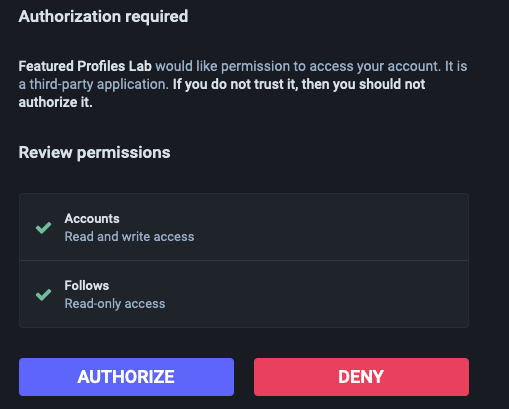 Authorization required
Featured Profiles Lab would like permission to access your account. It is
a third-party application. If you do not trust it, then you should not
authorize it.
Review permissions
Accounts
Read and write access
Follows
Read-only access
AUTHORIZE
DENY